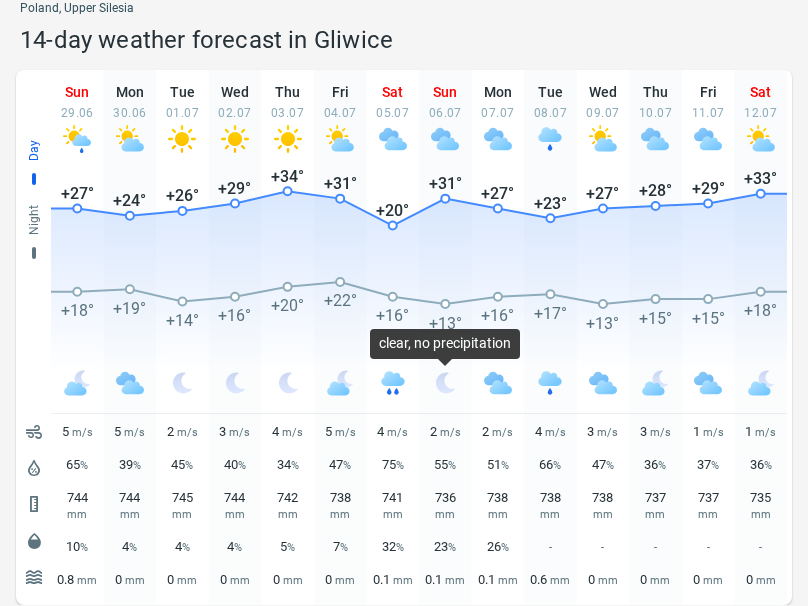 Poland, Upper Silesia
14-day weather forecast in Gliwice
Sun Mon Tue Wed Thu Fri Sat Sun Mon Tue Wed Thu Fri Sat
29.06 30.06 01.07 02.07 03.07 04.07 05.07 06.07 07.07 08.07 09.07 10.07 11.07 12.07
Day
+27° +24° +26° +29° +34° +31° +20° +31° +27° +23° +27° +28° +29° +33°
Night
+18° +19° +14° +16° +20° +22° +16° +13° +16° +17° +13° +15° +15° +18°
clear, no precipitation
5 m/s 5 m/s 2 m/s 3 m/s 4 m/s 5 m/s 4 m/s 2 m/s 2 m/s 4 m/s 3 m/s 3 m/s 1 m/s 1 m/s
65% 39% 45% 40% 34% 47% 75% 55% 51% 66% 47% 36% 37% 36%
744 744 745 744 742 738 741 736 738 738 738 737 737 735
mm mm mm mm mm mm mm mm mm mm mm mm mm mm
10% 4% 4% 4% 5% 7% 32% 23% 26% - - - - -
0.8 mm 0 mm 0 mm 0 mm 0 mm 0 mm 0.1 mm 0.1 mm 0.1 mm 0.6 mm 0 mm 0 mm 0 mm 0 mm